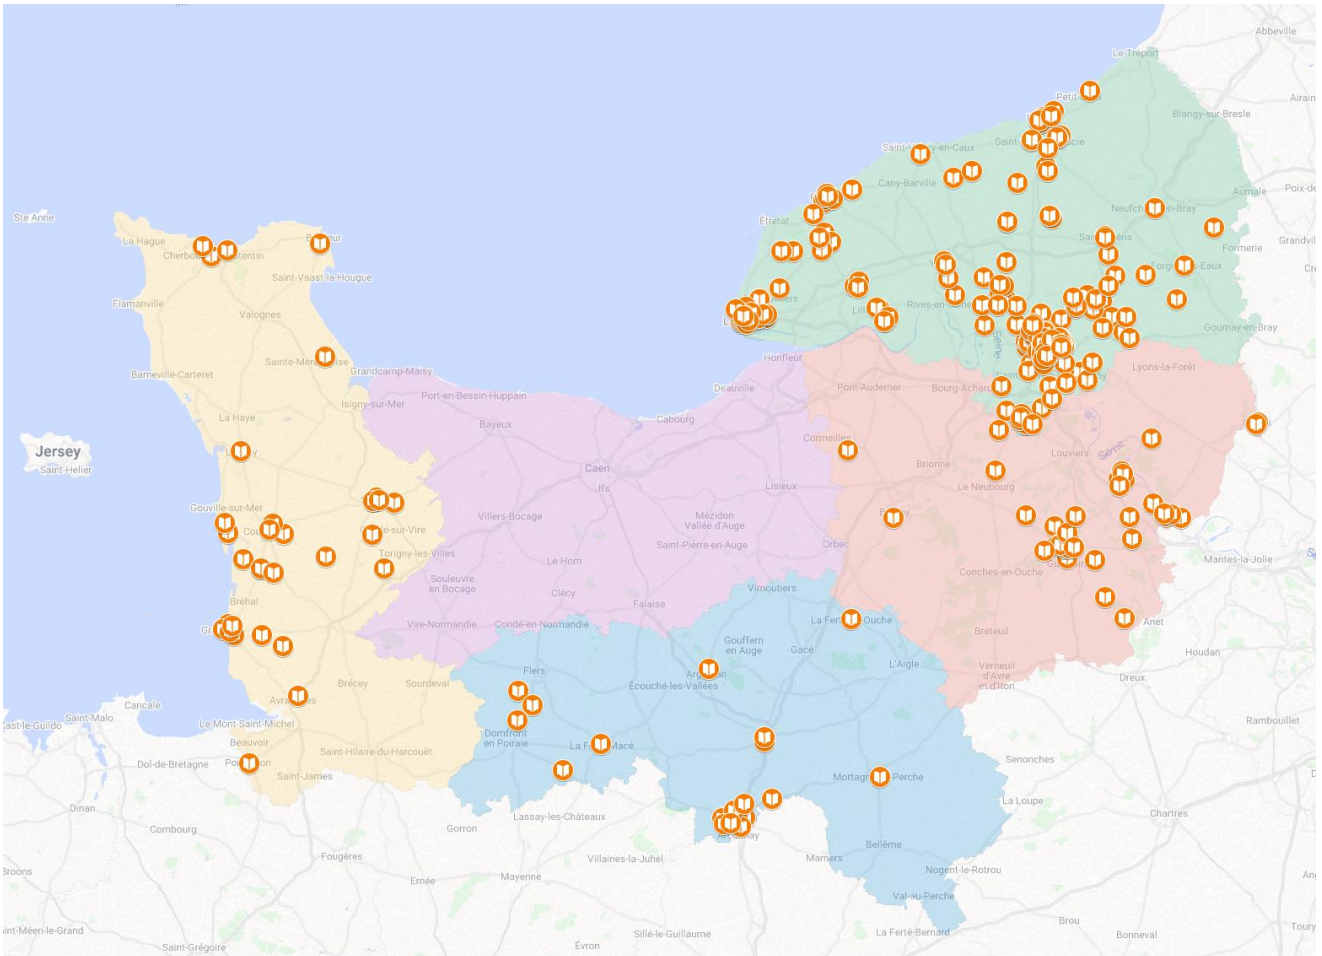 Abbeville
Le Tréport
Airain
Blangy-sur-Bresle
Cany-Barville
Aumale
Poix-de
Ste Anne
Étretat
La Hague
Saint-Vaast-la-Hougue
Formerie
Grandvil
Flamanville
Valognes
Gournay-en-Bray
Honfleur
Grandcamp-Maisy
Lyons-la-Forêt
Barneville-Carteret
Isigny-sur-Mer
Port-en-Bessin-Huppain
Deauville
Pont-Audemer
Bourg-Achard
La Haye
Bayeux
Cabourg
Cormeilles
Jersey
Saint-Helier
Caen
Ifs
Brionne
Louviers
Seine
Lisieux
Le Neubourg
Gouville-sur-Mer
Villers-Bocage
Mézidon
Vallée d'Auge
Saint-Pierre-en-Auge
Orbec
Torigny-les-Villes
Le Hom
Mantes-la-Jolie
Souleuvre
en Bocage
Conches-en-Ouche
Clécy
Vimoutiers
Bréhal
Falaise
Vire-Normandie
Condé-en-Normandie
Anet
Breteuil
Gouffern
en Auge
Gacé
Houdan
L'Aigle
Verneuil
d'Avre
et d'Iton
Dreux
Flers
Écouché-les-Vallées
Brécey
Sourdeval
Cancale
Saint-Malo
Le Mont-Saint-Michel
Rambouillet
Beauvoir
Domfront
en Poiraie
Saint-Hilaire-du-Harcouët
Senonches
Dol-de-Bretagne
Saint-James
La Loupe
Dinan
Lassay-les-Châteaux
Chartres
Combourg
Gorron
Bellême
Fougères
Villaines-la-Juhel
Mamers
Nogent-le-Rotrou
Ernée
Mayenne
Val-au-Perche
Brou
La Ferté-Bernard
Bonneval
Sillé-le-Guillaume
Saint-Grégoire
Évron